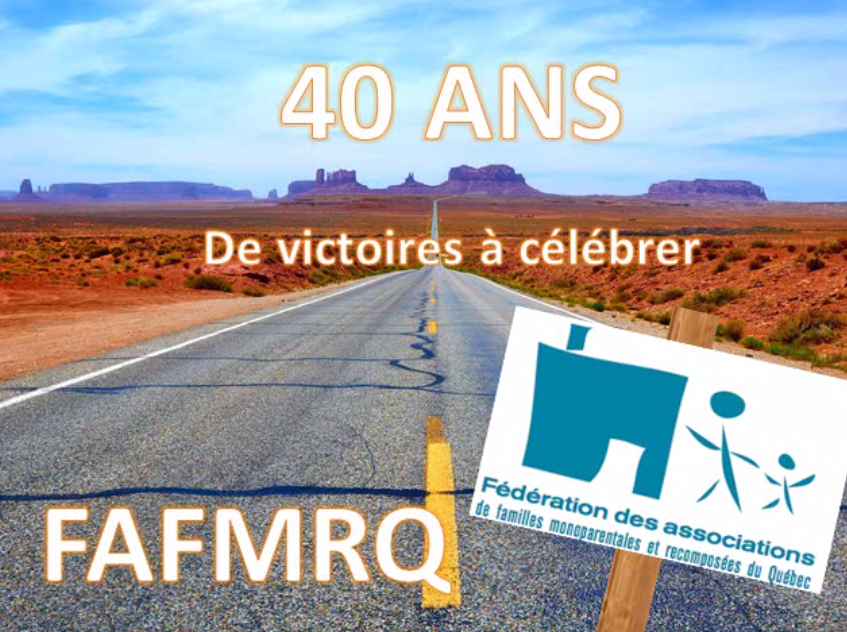 40 ANS
De victoires à célébrer
FAFMRQ
Fédération des associations
de familles monoparentales et recomposées du Québec